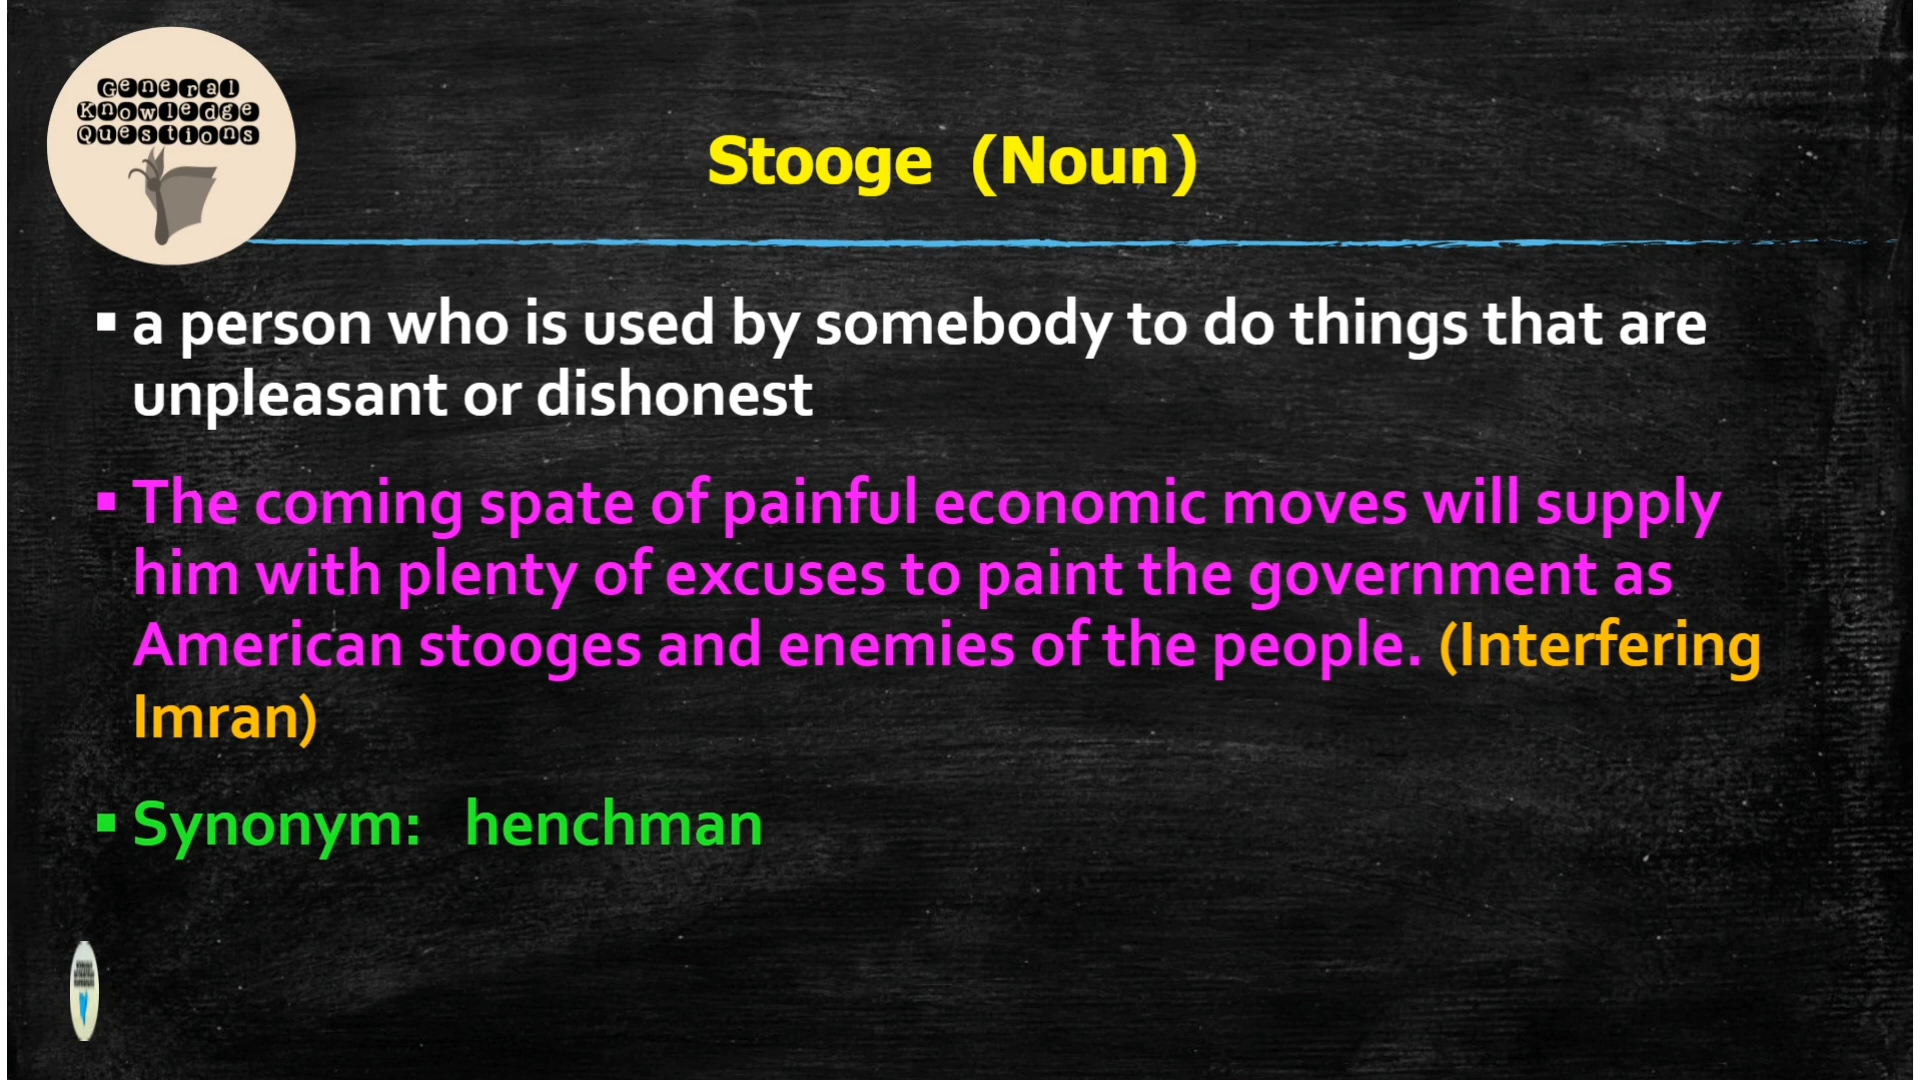 General
Knowledge
Questions
Stooge (Noun)
▪ a person who is used by somebody to do things that are
unpleasant or dishonest
▪ The coming spate of painful economic moves will supply
him with plenty of excuses to paint the government as
American stooges and enemies of the people. (Interfering
Imran)
▪ Synonym: henchman